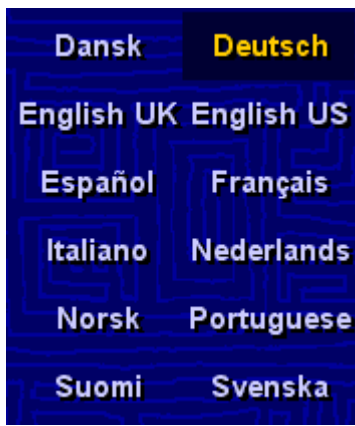 Dansk Deutsch
English UK English US
Español Français
Italiano Nederlands
Norsk Portuguese
Suomi Svenska